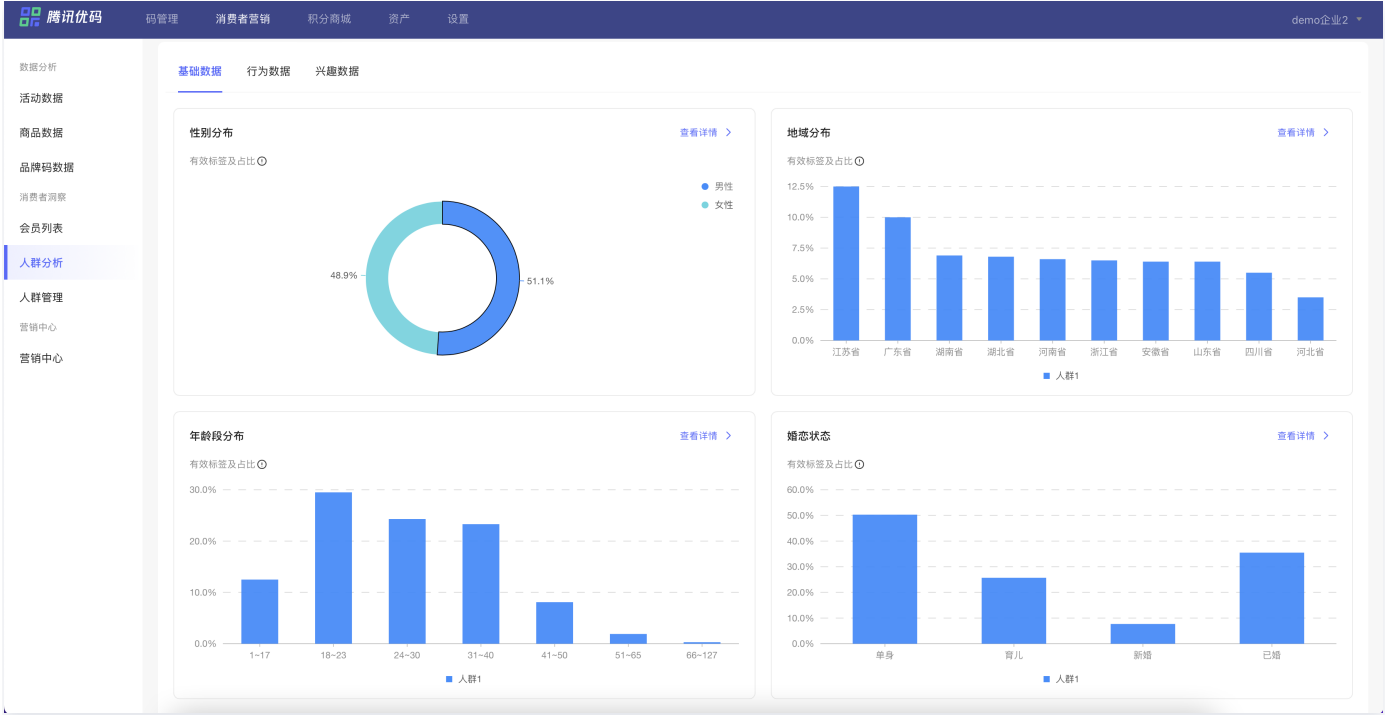 腾讯优码 码管理 消费者营销 积分商城 资产 设置 demo企业2
数据分析
活动数据
商品数据
品牌码数据
消费者洞察
会员列表
人群分析
人群管理
营销中心
营销中心
基础数据 行为数据 兴趣数据
性别分布 查看详情
有效标签及占比
男性
女性
48.9%
51.1%
地域分布 查看详情
有效标签及占比
12.5%
10.0%
7.5%
5.0%
2.5%
0.0%
江苏省 广东省 湖南省 湖北省 河南省 浙江省 安徽省 山东省 四川省 河北省
人群1
年龄段分布 查看详情
有效标签及占比
30.0%
20.0%
10.0%
0.0%
1~17 18~23 24~30 31~40 41~50 51~65 66~127
人群1
婚恋状态 查看详情
有效标签及占比
60.0%
50.0%
40.0%
30.0%
20.0%
10.0%
0.0%
单身 育儿 新婚 已婚
人群1